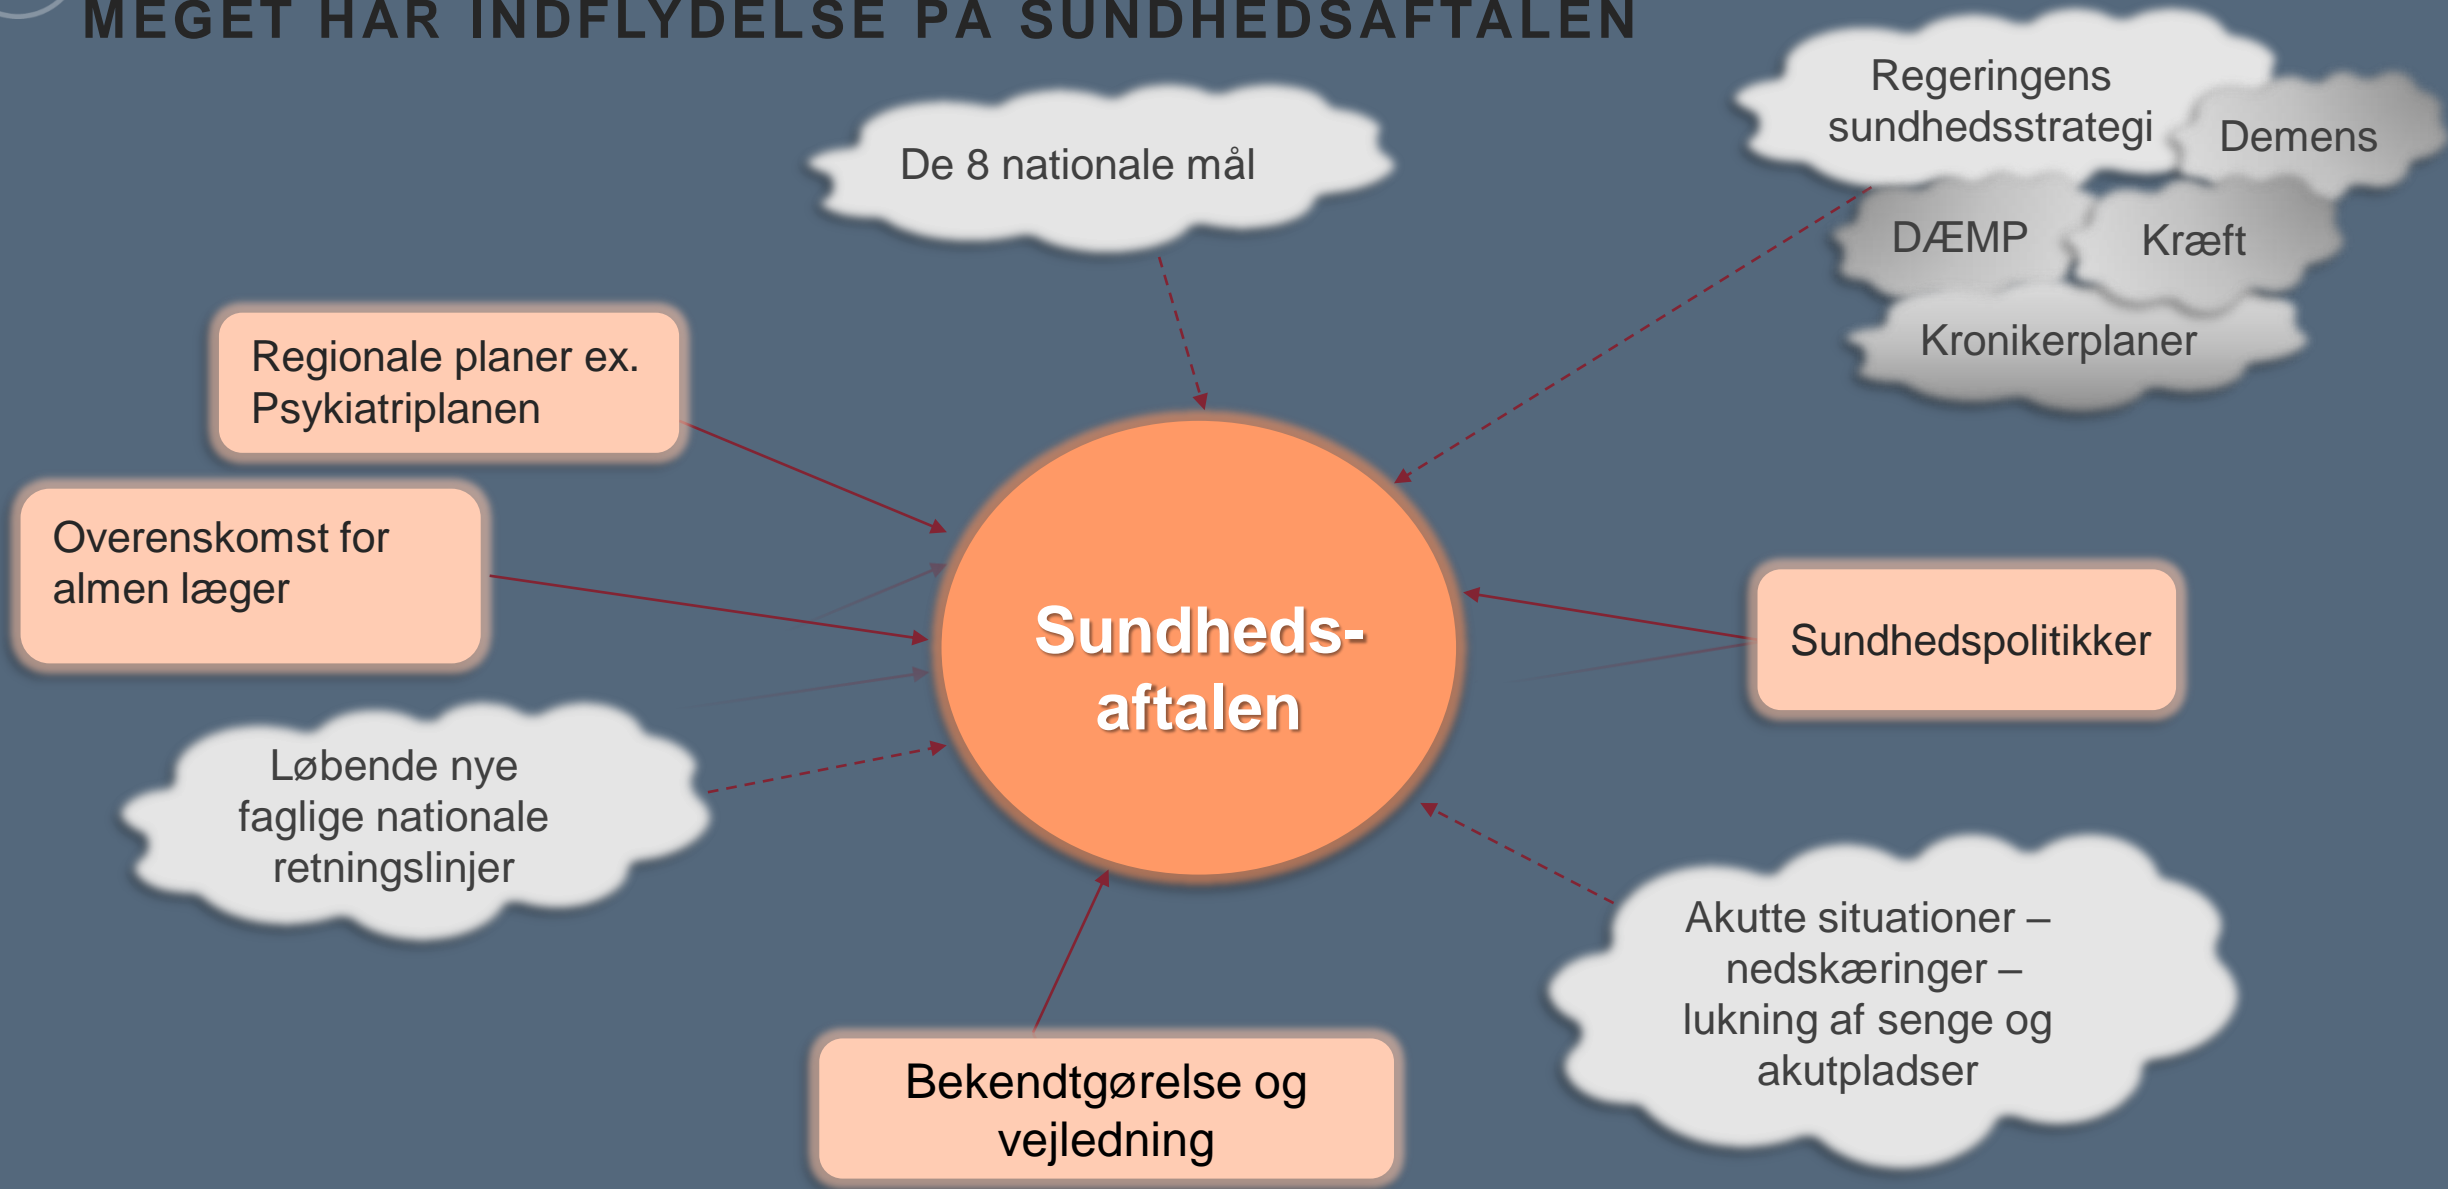 MEGET HAR INDFLYDELSE PÅ SUNDHEDSAFTALEN
Regeringens
sundhedsstrategi
Demens
De 8 nationale mål
DÆMP
Kræft
Kronikerplaner
Regionale planer ex.
Psykiatriplanen
Overenskomst for
almen læger
Sundheds-
aftalen
Sundhedspolitikker
Løbende nye
faglige nationale
retningslinjer
Akutte situationer –
nedskæringer –
lukning af senge og
akutpladser
Bekendtgørelse og
vejledning